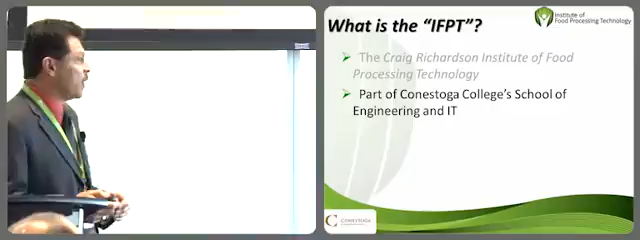 What is the "IFPT"?
Institute of
Food Processing Technology
The Craig Richardson Institute of Food
Processing Technology
Part of Conestoga College's School of
Engineering and IT
CONESTOGA